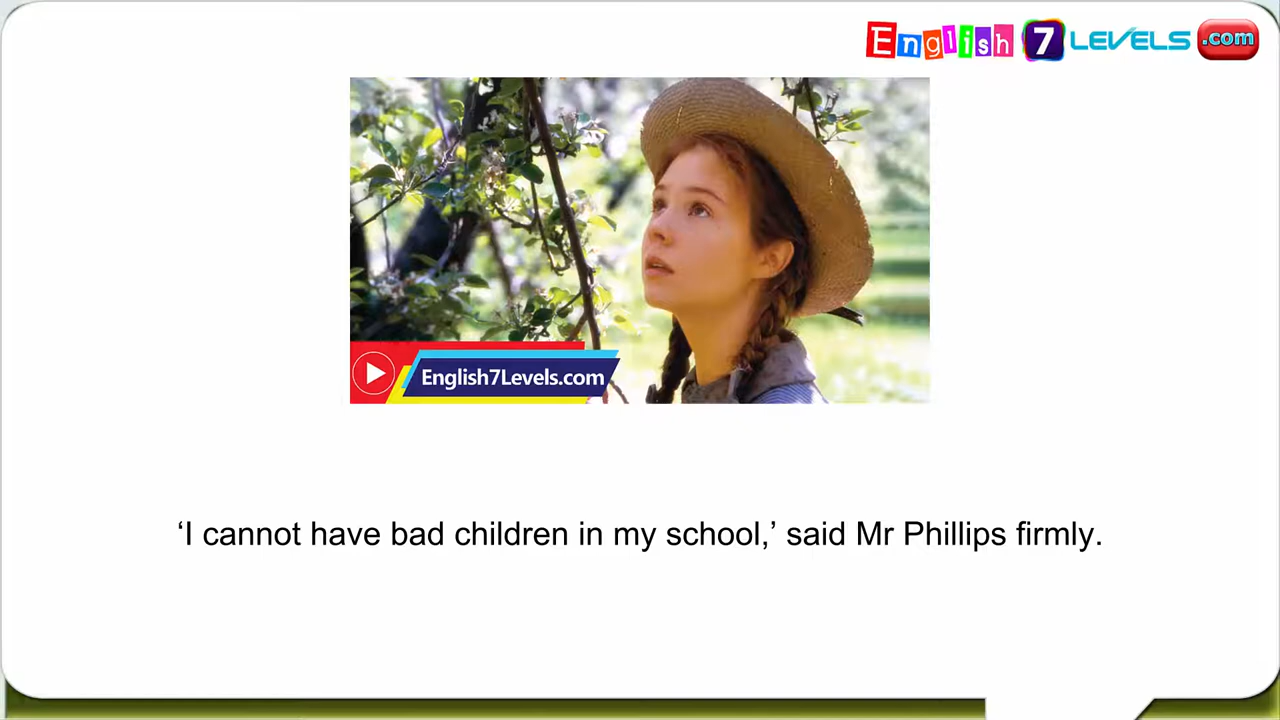 English 7 LEVELS .com
English7Levels.com
‘I cannot have bad children in my school,’ said Mr Phillips firmly.